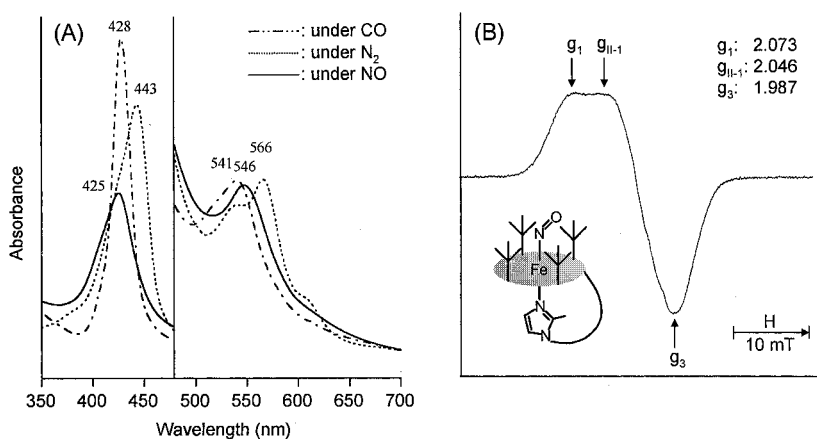 (A)
428
443
425
541
546
566
: under CO
: under N₂
: under NO
Absorbance
350
400
450
500
550
600
650
700
Wavelength (nm)
(B)
g₁
g_II-1
g₁: 2.073
g_II-1: 2.046
g₃: 1.987
O
N
Fe
N
N
g₃
H
10 mT